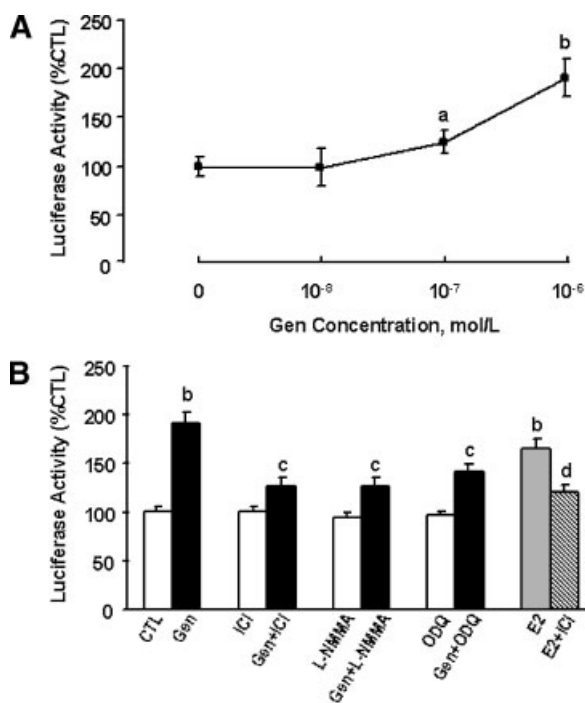 A
Luciferase Activity (%CTL)
250
200
150
100
50
0
a
b
0
10⁻⁸
10⁻⁷
10⁻⁶
Gen Concentration, mol/L
B
Luciferase Activity (%CTL)
250
200
150
100
50
0
b
c
c
c
b
d
CTL
Gen
ICI
Gen+ICI
L-NMMA
Gen+L-NMMA
ODQ
Gen+ODQ
E2
E2+ICI